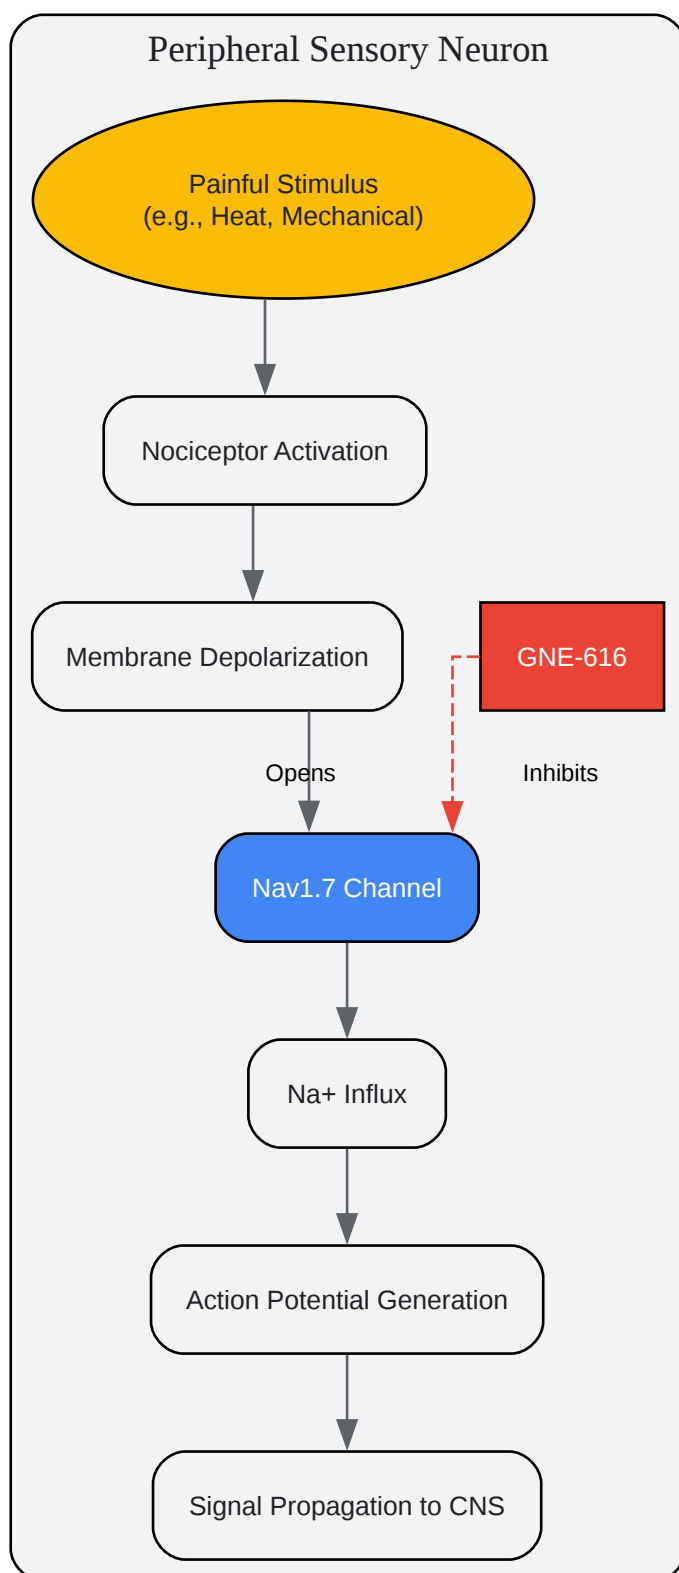 Peripheral Sensory Neuron
Painful Stimulus
(e.g., Heat, Mechanical)
Nociceptor Activation
Membrane Depolarization
GNE-616
Opens
Inhibits
Nav1.7 Channel
Na+ Influx
Action Potential Generation
Signal Propagation to CNS